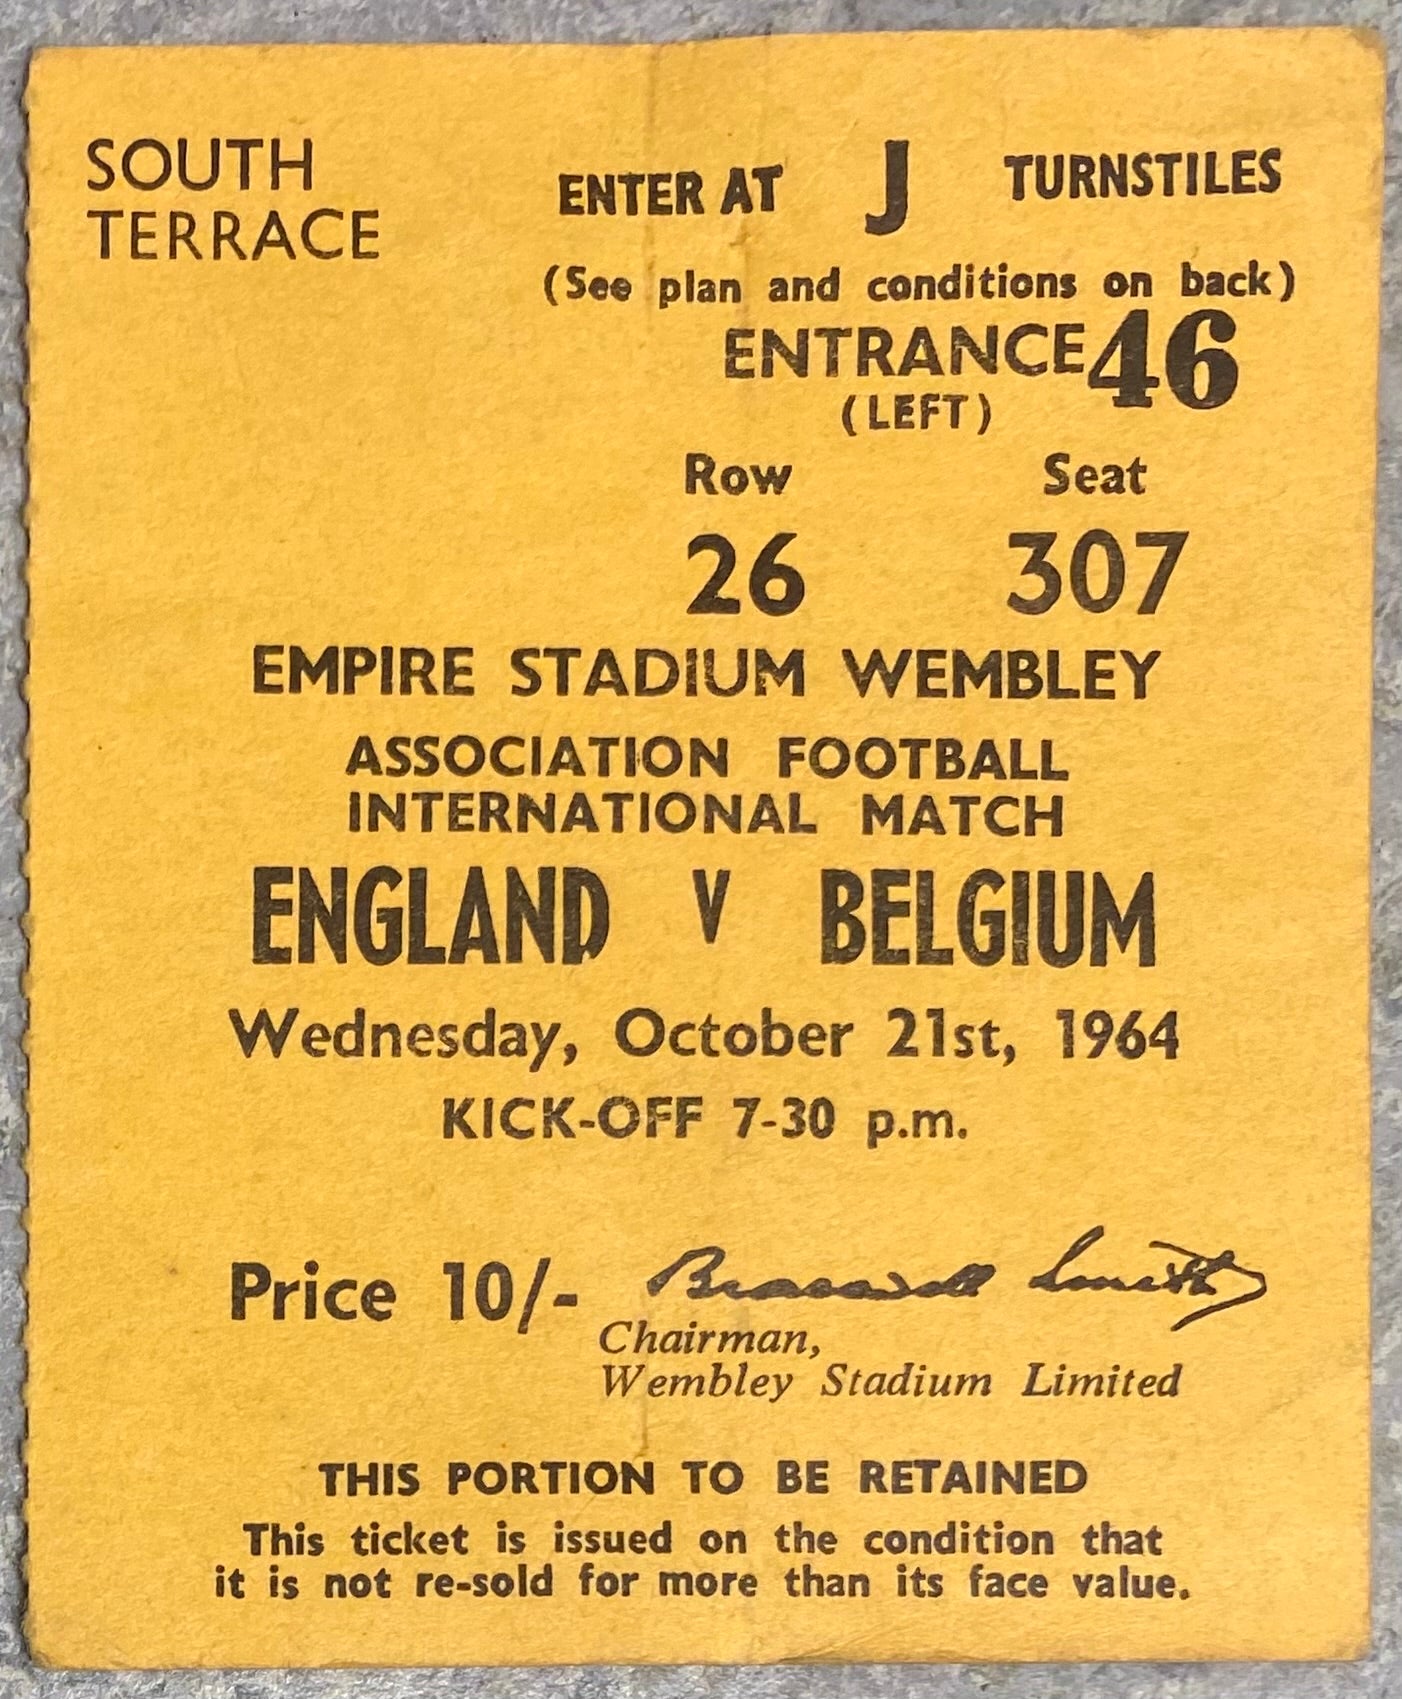 SOUTH
TERRACE
ENTER AT J TURNSTILES
(See plan and conditions on back)
ENTRANCE 46
(LEFT)
Row Seat
26 307
EMPIRE STADIUM WEMBLEY
ASSOCIATION FOOTBALL
INTERNATIONAL MATCH
ENGLAND V BELGIUM
Wednesday, October 21st, 1964
KICK-OFF 7-30 p.m.
Price 10/-
Bracewell Smith
Chairman,
Wembley Stadium Limited
THIS PORTION TO BE RETAINED
This ticket is issued on the condition that
it is not re-sold for more than its face value.